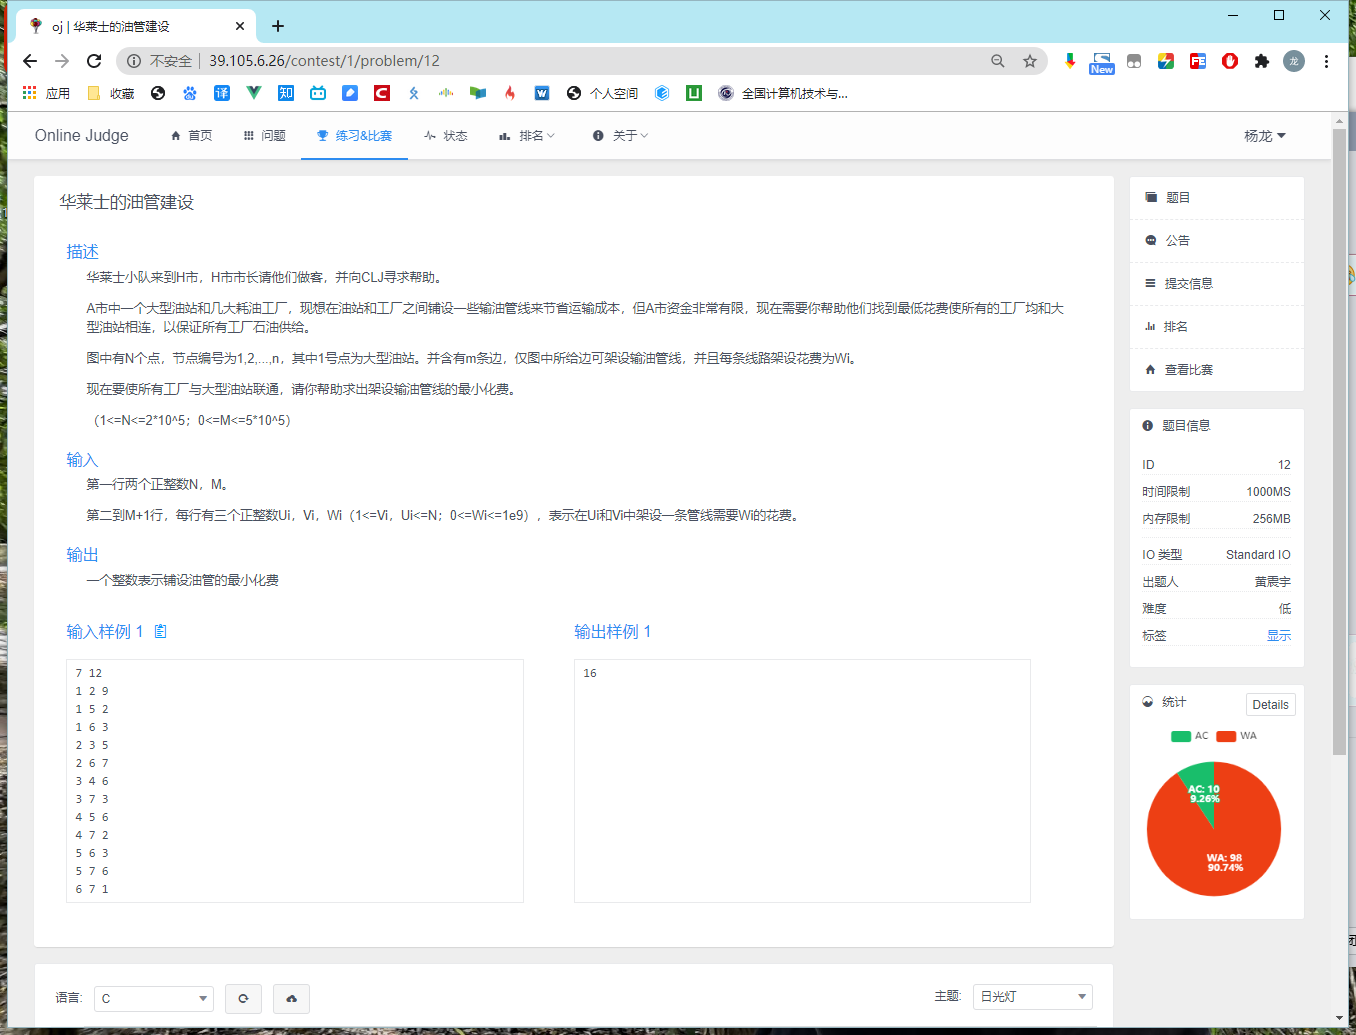 oj | 华莱士的油管建设
不安全 | 39.105.6.26/contest/1/problem/12
New
龙
应用 收藏 译 知 个人空间 全国计算机技术与...
Online Judge 首页 问题 练习&比赛 状态 排名 关于 杨龙
华莱士的油管建设
描述
华莱士小队来到H市，H市市长请他们做客，并向CLJ寻求帮助。
A市中一个大型油站和几大耗油工厂，现想在油站和工厂之间铺设一些输油管线来节省运输成本，但A市资金非常有限，现在需要你帮助他们找到最低花费使所有的工厂均和大
型油站相连，以保证所有工厂石油供给。
图中有N个点，节点编号为1,2,...,n，其中1号点为大型油站。并含有m条边，仅图中所给边可架设输油管线，并且每条线路架设花费为Wi。
现在要使所有工厂与大型油站联通，请你帮助求出架设输油管线的最小化费。
（1<=N<=2*10^5；0<=M<=5*10^5）
输入
第一行两个正整数N，M。
第二到M+1行，每行有三个正整数Ui，Vi，Wi（1<=Vi，Ui<=N；0<=Wi<=1e9），表示在Ui和Vi中架设一条管线需要Wi的花费。
输出
一个整数表示铺设油管的最小化费
输入样例 1
7 12
1 2 9
1 5 2
1 6 3
2 3 5
2 6 7
3 4 6
3 7 3
4 5 6
4 7 2
5 6 3
5 7 6
6 7 1
输出样例 1
16
语言: C
主题: 日光灯
题目
公告
提交信息
排名
查看比赛
题目信息
ID 12
时间限制 1000MS
内存限制 256MB
IO 类型 Standard IO
出题人 黄震宇
难度 低
标签 显示
统计 Details
AC WA
AC: 10
9.26%
WA: 98
90.74%
团